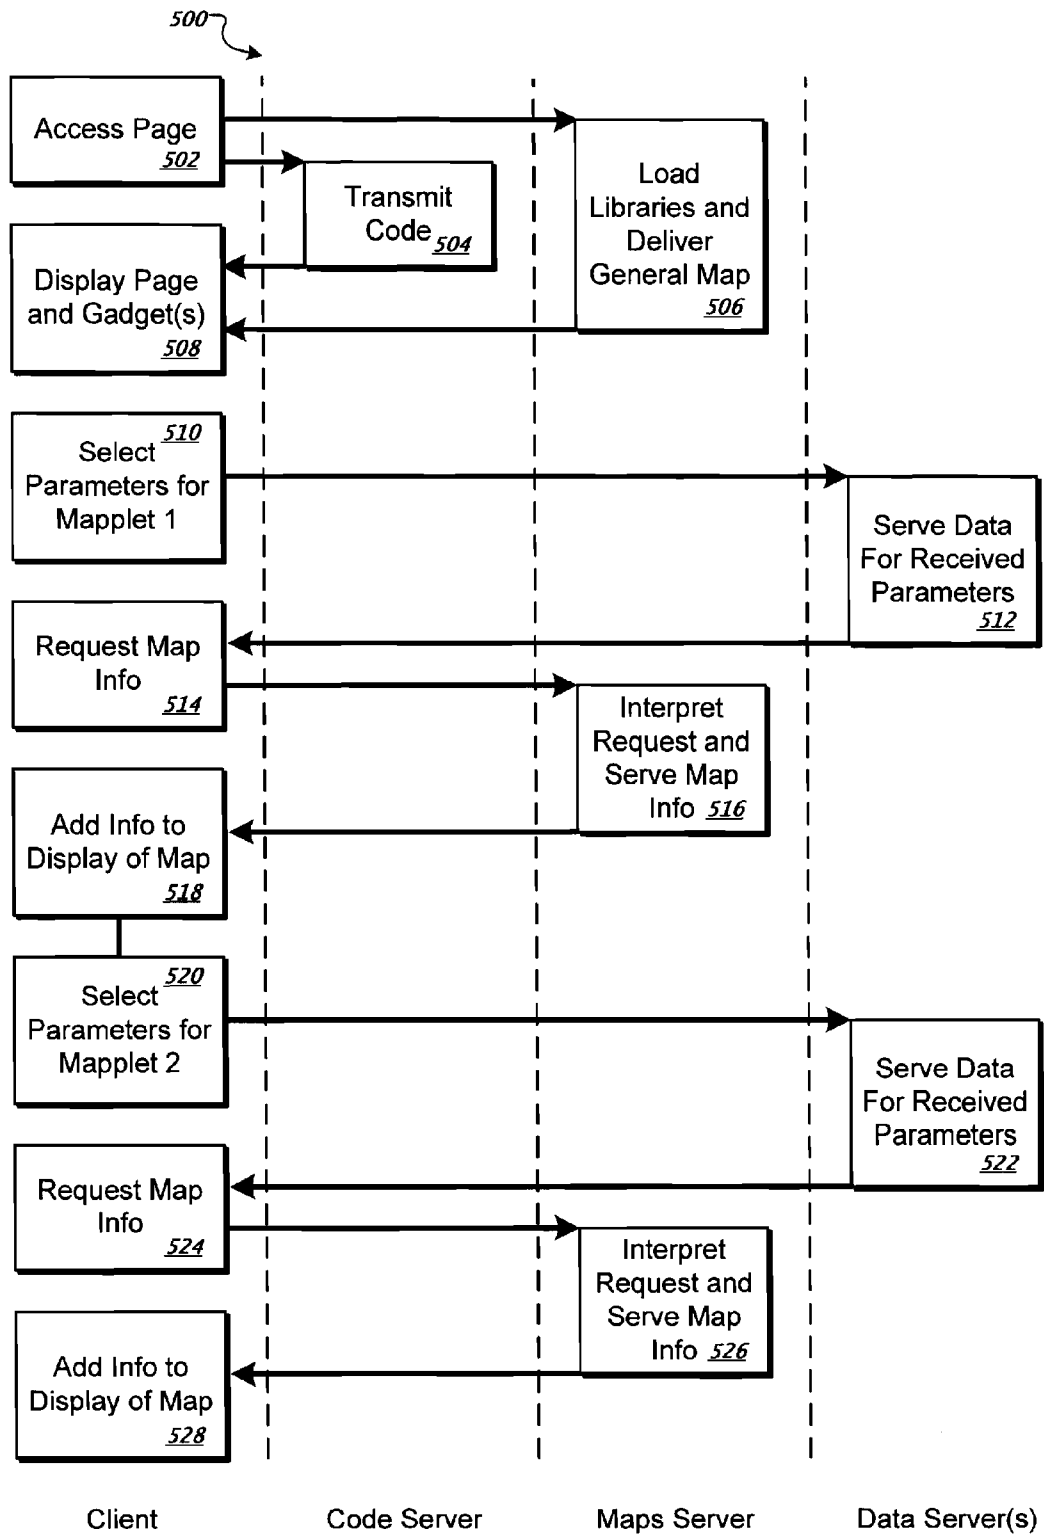 500
Access Page
502
Transmit
Code 504
Load
Libraries and
Deliver
General Map
506
Display Page
and Gadget(s)
508
510
Select
Parameters for
Mapplet 1
Serve Data
For Received
Parameters
512
Request Map
Info
514
Interpret
Request and
Serve Map
Info 516
Add Info to
Display of Map
518
520
Select
Parameters for
Mapplet 2
Serve Data
For Received
Parameters
522
Request Map
Info
524
Interpret
Request and
Serve Map
Info 526
Add Info to
Display of Map
528
Client Code Server Maps Server Data Server(s)